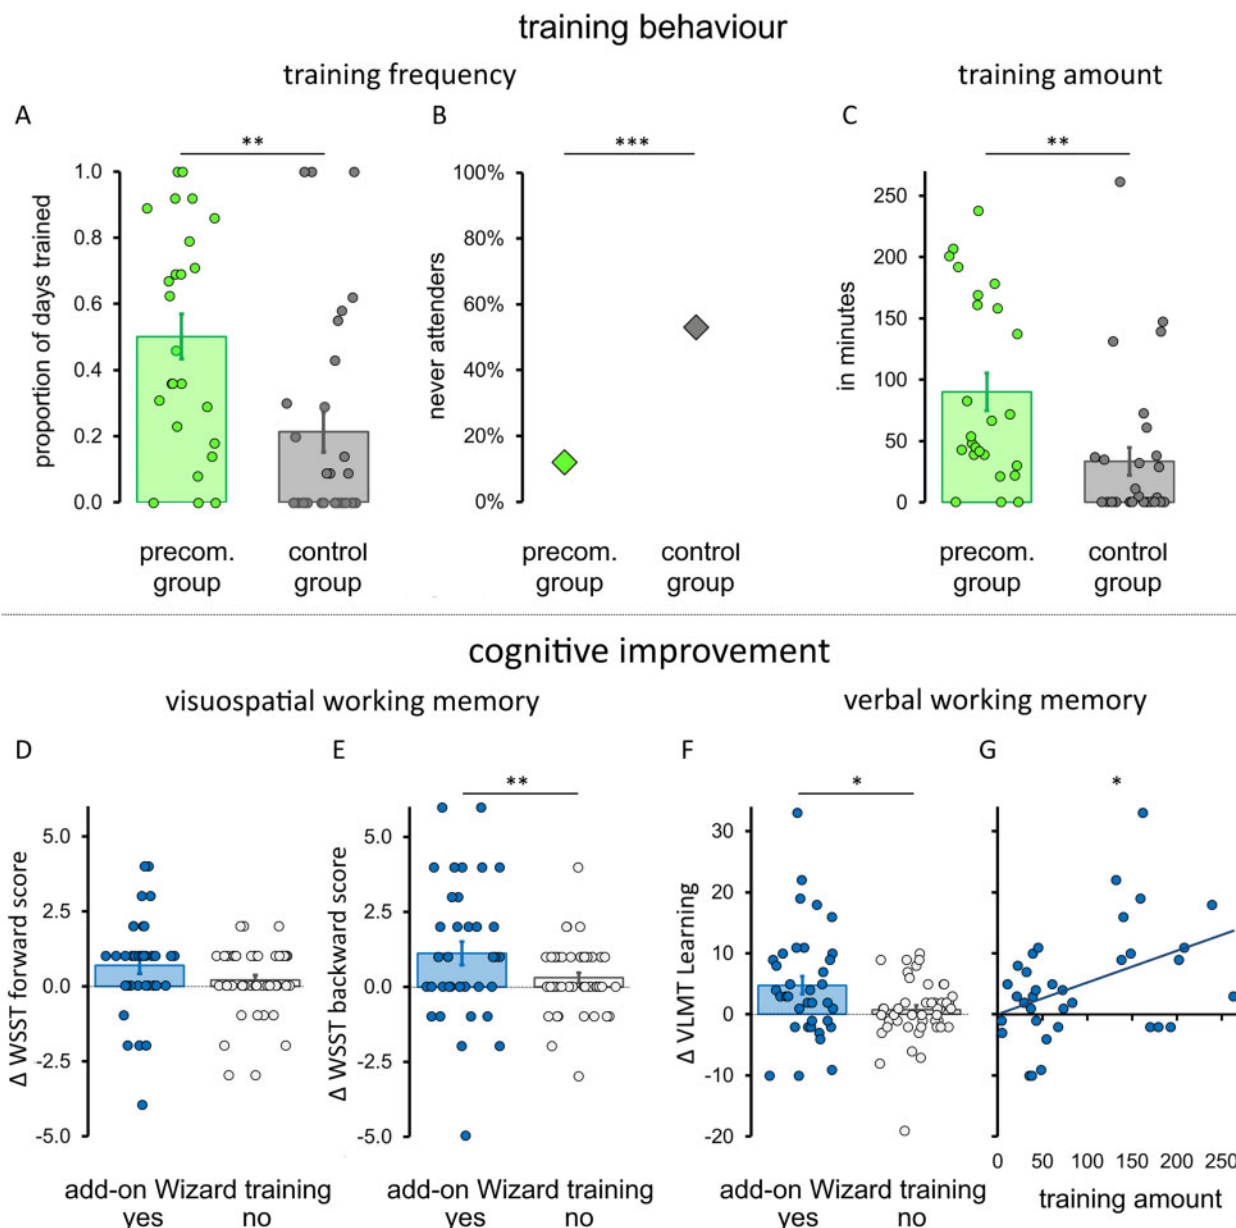 training behaviour
training frequency
training amount
A
B
C
**
***
**
proportion of days trained
1.0
0.8
0.6
0.4
0.2
0.0
precom.
group
control
group
never attenders
100%
80%
60%
40%
20%
0%
precom.
group
control
group
in minutes
250
200
150
100
50
0
precom.
group
control
group
cognitive improvement
visuospatial working memory
verbal working memory
D
E
F
G
**
*
*
Δ WSST forward score
5.0
2.5
0.0
-2.5
-5.0
add-on Wizard training
yes
no
Δ WSST backward score
5.0
2.5
0.0
-2.5
-5.0
add-on Wizard training
yes
no
Δ VLMT Learning
30
20
10
0
-10
-20
add-on Wizard training
yes
no
0 50 100 150 200 250
training amount